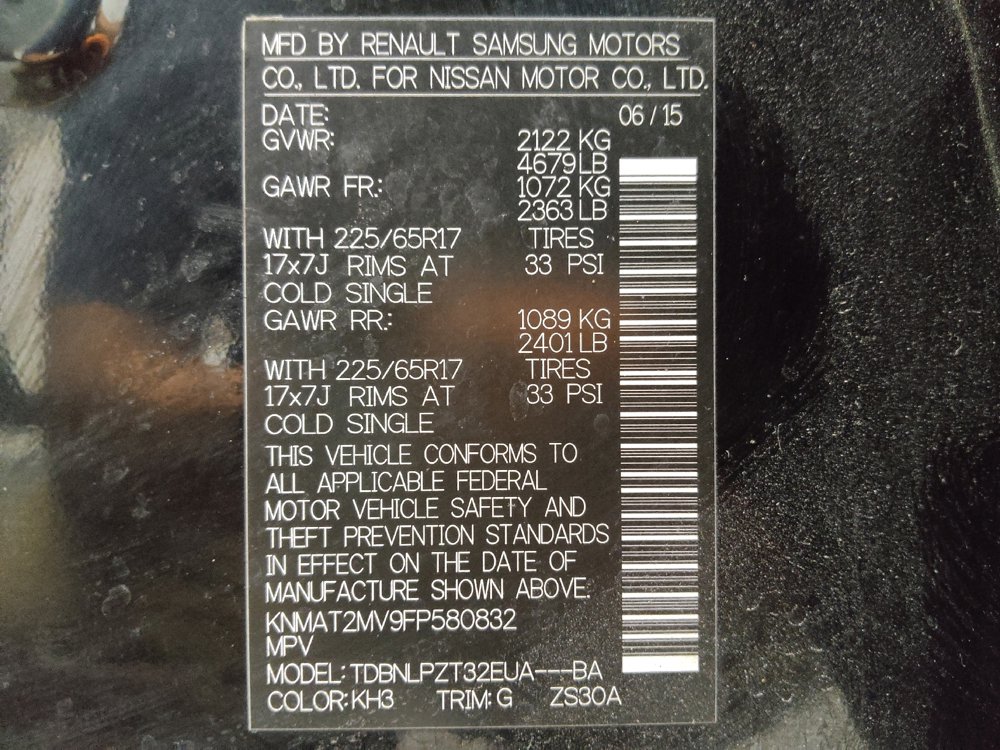 MFD BY RENAULT SAMSUNG MOTORS
CO., LTD. FOR NISSAN MOTOR CO., LTD.
DATE: 06 / 15
GVWR: 2122 KG
4679 LB
GAWR FR.: 1072 KG
2363 LB
WITH 225/65R17 TIRES
17x7J RIMS AT 33 PSI
COLD SINGLE
GAWR RR.: 1089 KG
2401 LB
WITH 225/65R17 TIRES
17x7J RIMS AT 33 PSI
COLD SINGLE
THIS VEHICLE CONFORMS TO
ALL APPLICABLE FEDERAL
MOTOR VEHICLE SAFETY AND
THEFT PREVENTION STANDARDS
IN EFFECT ON THE DATE OF
MANUFACTURE SHOWN ABOVE:
KNMAT2MV9FP580832
MPV
MODEL: TDBNLPZT32EUA---BA
COLOR: KH3 TRIM: G ZS30A